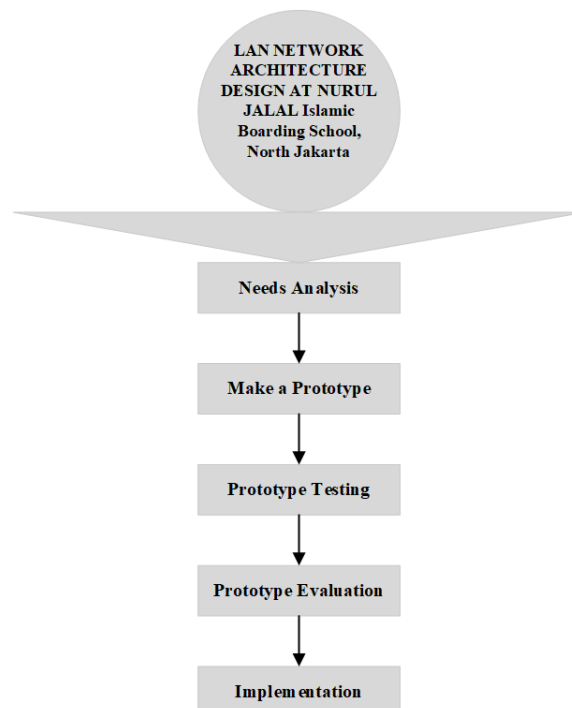 LAN NETWORK
ARCHITECTURE
DESIGN AT NURUL
JALAL Islamic
Boarding School,
North Jakarta
Needs Analysis
Make a Prototype
Prototype Testing
Prototype Evaluation
Implementation